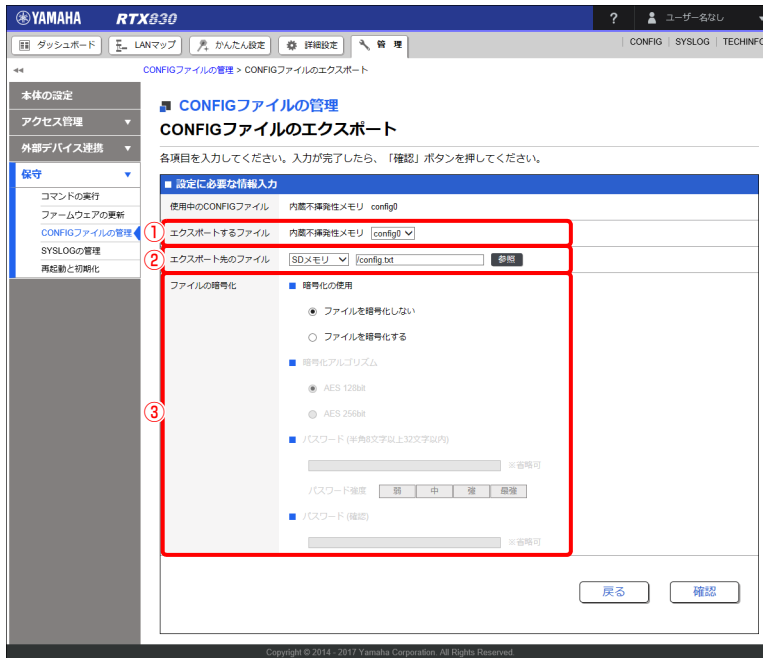 YAMAHA RTX830 ? ユーザー名なし
ダッシュボード LANマップ かんたん設定 詳細設定 管 理 CONFIG SYSLOG TECHINFO
CONFIGファイルの管理 > CONFIGファイルのエクスポート
本体の設定
アクセス管理
外部デバイス連携
保守
コマンドの実行
ファームウェアの更新
CONFIGファイルの管理
SYSLOGの管理
再起動と初期化
CONFIGファイルの管理
CONFIGファイルのエクスポート
各項目を入力してください。入力が完了したら、「確認」ボタンを押してください。
■ 設定に必要な情報入力
使用中のCONFIGファイル 内蔵不揮発性メモリ config0
① エクスポートするファイル 内蔵不揮発性メモリ config0
② エクスポート先のファイル SDメモリ /config.txt 参照
③ ファイルの暗号化
■ 暗号化の使用
ファイルを暗号化しない
ファイルを暗号化する
■ 暗号化アルゴリズム
AES 128bit
AES 256bit
■ パスワード (半角8文字以上32文字以内)
※省略可
パスワード強度 弱 中 強 最強
■ パスワード (確認)
※省略可
戻る 確認
Copyright © 2014 - 2017 Yamaha Corporation. All Rights Reserved.